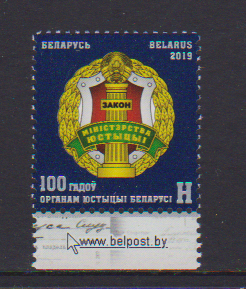 БЕЛАРУСЬ BELARUS
2019
ЗАКОН
МІНІСТЭРСТВА
ЮСТЫЦЫІ
100 ГАДОЎ
ОРГАНАМ ЮСТЫЦЫІ БЕЛАРУСІ Н
www.belpost.by